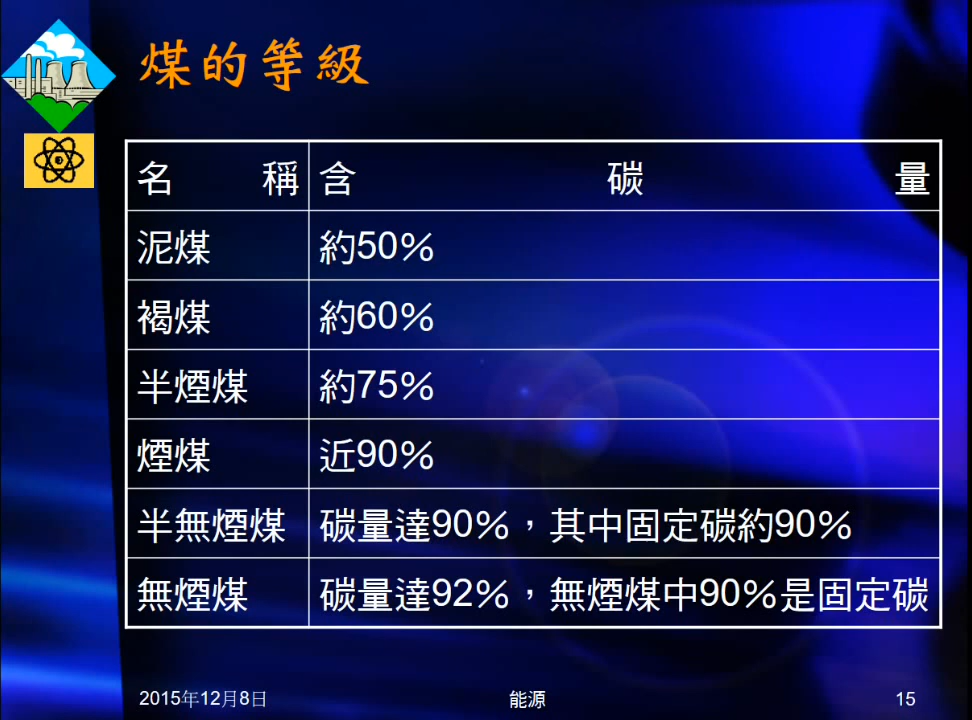 煤的等級
名稱 含碳量
泥煤 約50%
褐煤 約60%
半煙煤 約75%
煙煤 近90%
半無煙煤 碳量達90%，其中固定碳約90%
無煙煤 碳量達92%，無煙煤中90%是固定碳
2015年12月8日 能源 15